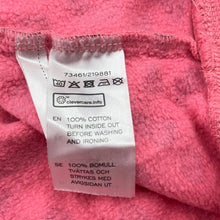 73461/219881
clevercare.info
EN 100% COTTON
TURN INSIDE OUT
BEFORE WASHING
AND IRONING
SE 100% BOMULL
TVÄTTAS OCH
STRYKES MED
AVIGSIDAN UT